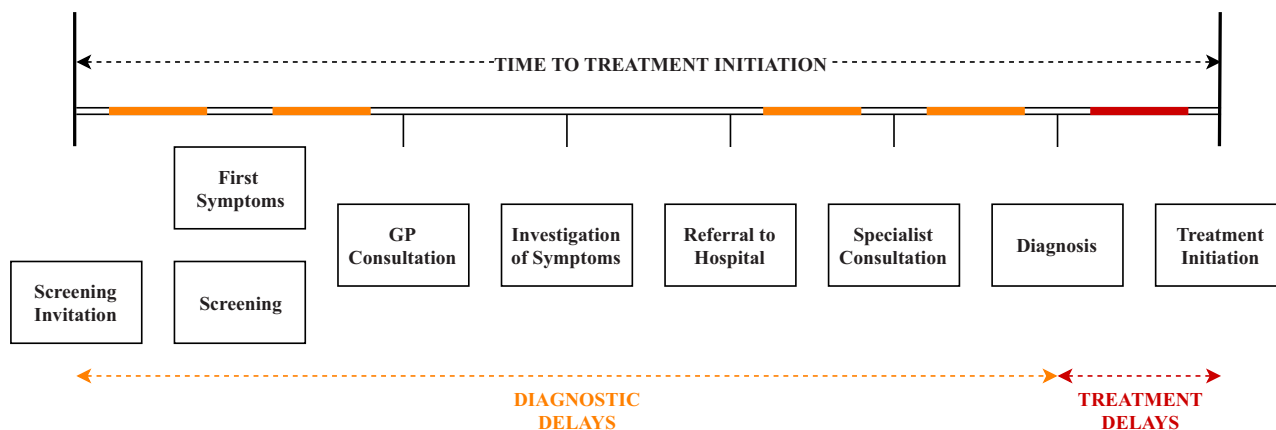 TIME TO TREATMENT INITIATION
First
Symptoms
GP
Consultation
Investigation
of Symptoms
Referral to
Hospital
Specialist
Consultation
Diagnosis
Treatment
Initiation
Screening
Invitation
Screening
DIAGNOSTIC
DELAYS
TREATMENT
DELAYS